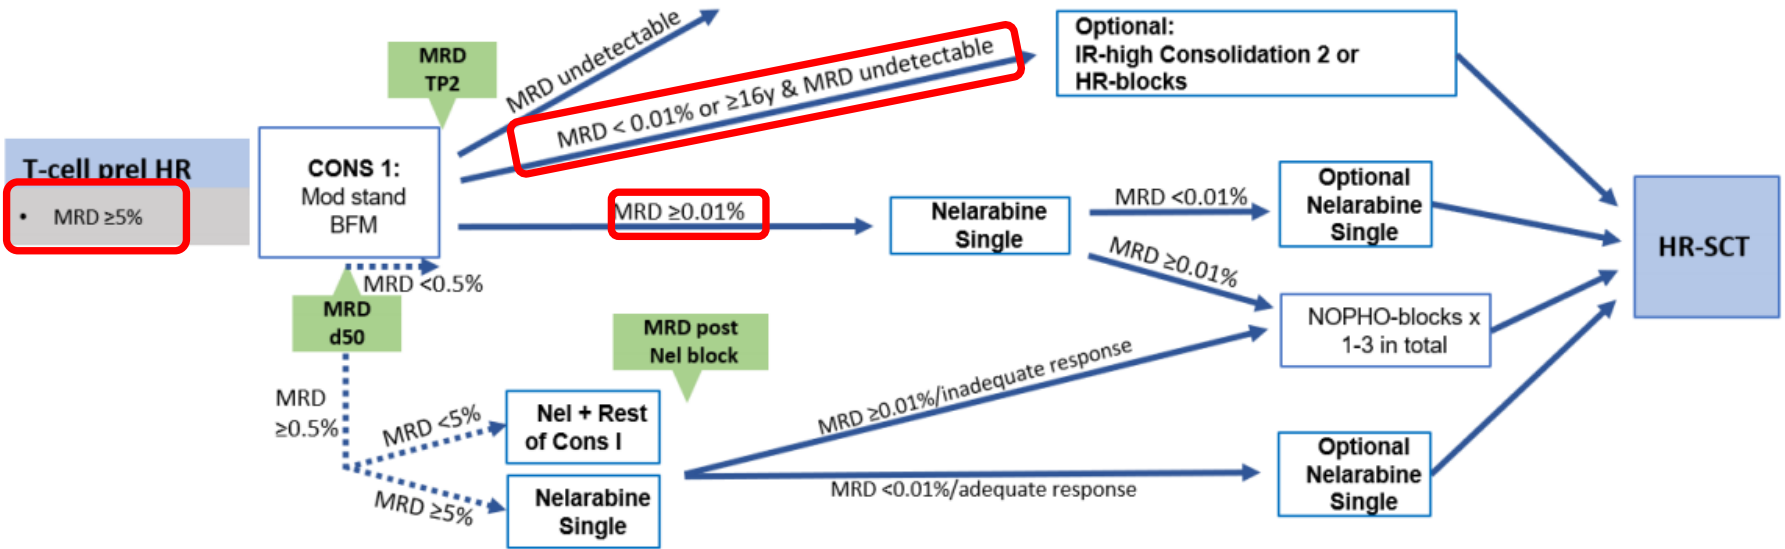 MRD undetectable
MRD < 0.01% or ≥16y & MRD undetectable
Optional:
IR-high Consolidation 2 or
HR-blocks
MRD
TP2
T-cell prel HR
• MRD ≥5%
CONS 1:
Mod stand
BFM
MRD ≥0.01%
Nelarabine
Single
MRD <0.01%
MRD ≥0.01%
Optional
Nelarabine
Single
HR-SCT
MRD <0.5%
MRD
d50
MRD post
Nel block
NOPHO-blocks x
1-3 in total
MRD
≥0.5%
MRD <5%
MRD ≥5%
Nel + Rest
of Cons I
Nelarabine
Single
MRD ≥0.01%/inadequate response
MRD <0.01%/adequate response
Optional
Nelarabine
Single